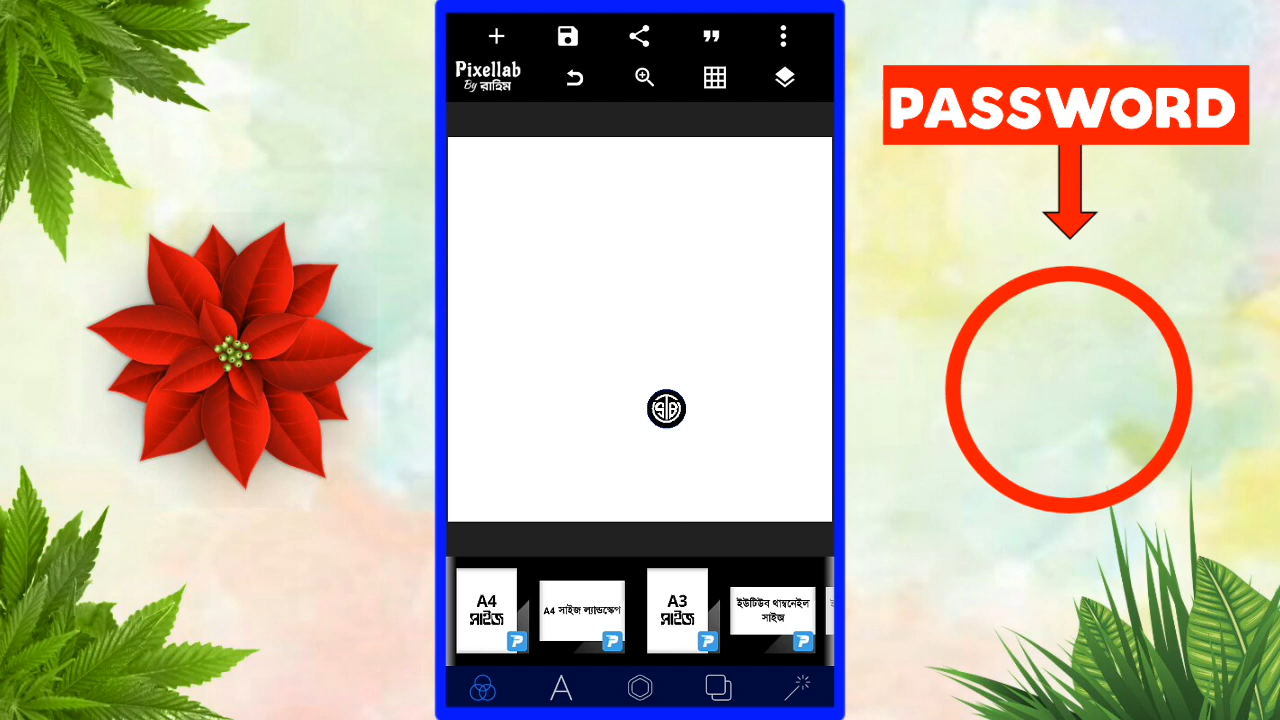 Pixellab
By রাহিম
PASSWORD
A4
সাইজ
A4 সাইজ ল্যান্ডস্কেপ
A3
সাইজ
ইউটিউব থাম্বনেইল
সাইজ